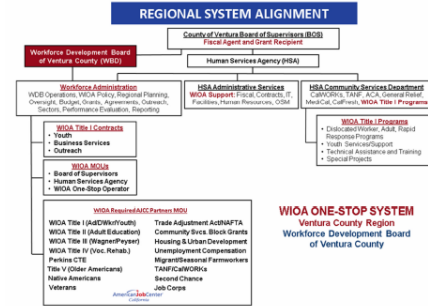 REGIONAL SYSTEM ALIGNMENT
County of Ventura Board of Supervisors (BOS)
Fiscal Agent and Grant Recipient
Workforce Development Board
of Ventura County (WBD)
Human Services Agency (HSA)
Workforce Administration
WDB Operations, WIOA Policy, Regional Planning,
Oversight, Budget, Grants, Agreements, Outreach,
Sectors, Performance Evaluation, Reporting
HSA Administrative Services
WIOA Support: Fiscal, Contracts, IT,
Facilities, Human Resources, OSM
HSA Community Services Department
CalWORKs, TANF, ACA, General Relief,
MediCal, CalFresh, WIOA Title I Programs
WIOA Title I Contracts
• Youth
• Business Services
• Outreach
WIOA Title I Programs
• Dislocated Worker, Adult, Rapid
Response Programs
• Youth Services/Support
• Technical Assistance and Training
• Special Projects
WIOA MOUs
• Board of Supervisors
• Human Services Agency
• WIOA One-Stop Operator
WIOA Required AJCC Partners MOU
WIOA Title I (Ad/DWkr/Youth)
WIOA Title II (Adult Education)
WIOA Title III (Wagner/Peyser)
WIOA Title IV (Voc. Rehab.)
Perkins CTE
Title V (Older Americans)
Native Americans
Veterans
Trade Adjustment Act/NAFTA
Community Svcs. Block Grants
Housing & Urban Development
Unemployment Compensation
Migrant/Seasonal Farmworkers
TANF/CalWORKs
Second Chance
Job Corps
AmericanJobCenter
California
WIOA ONE-STOP SYSTEM
Ventura County Region
Workforce Development Board
of Ventura County